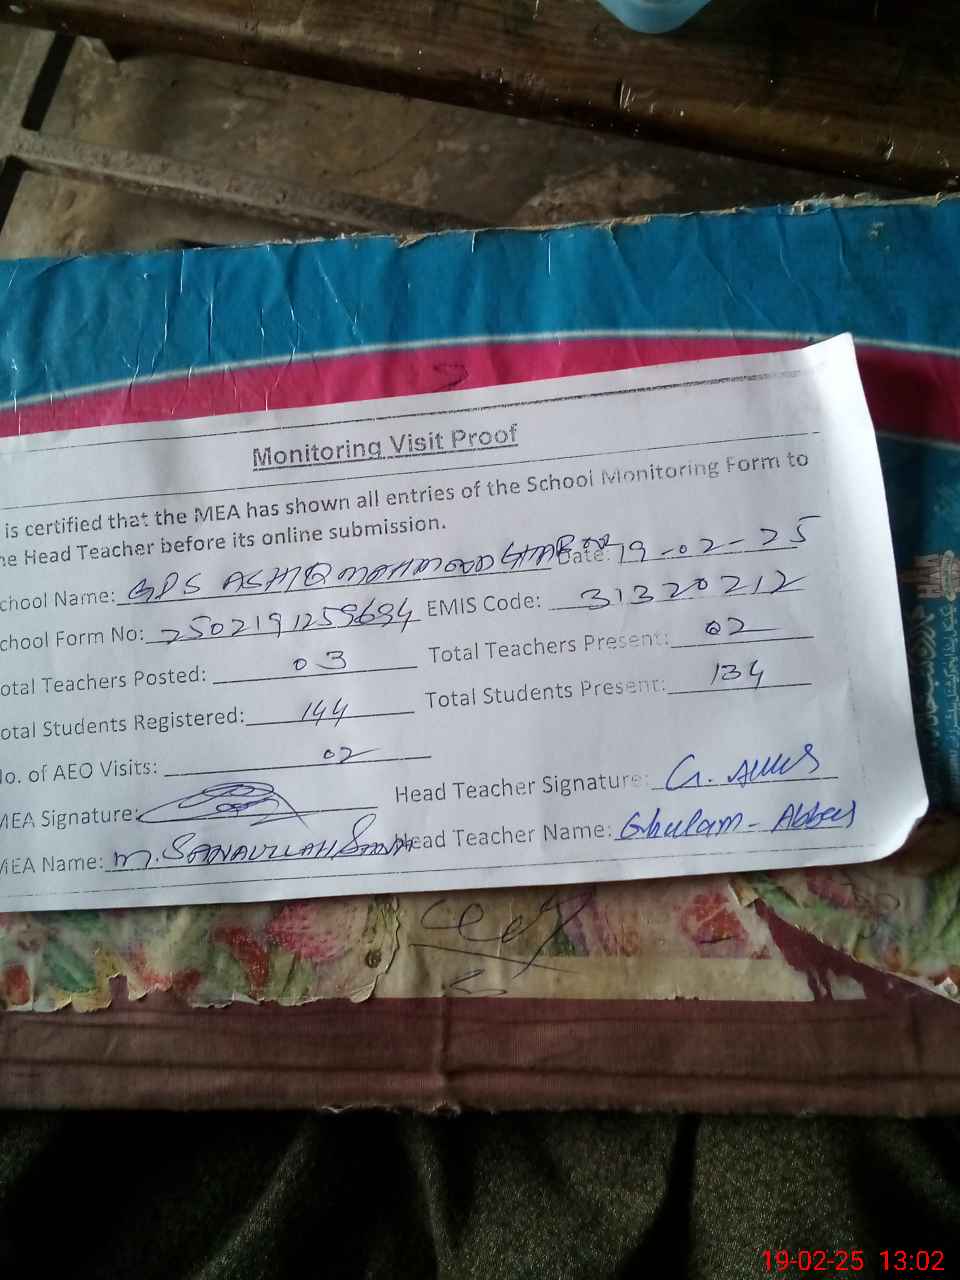 Monitoring Visit Proof
is certified that the MEA has shown all entries of the School Monitoring Form to
he Head Teacher before its online submission.
chool Name: GPS ASHIQ MAHMOOD Date: 19-02-25
chool Form No: 2502191259694 EMIS Code: 31320212
otal Teachers Posted: 03 Total Teachers Present: 02
otal Students Registered: 144 Total Students Present: 134
No. of AEO Visits: 02
MEA Signature: Head Teacher Signature: G. Abbas
MEA Name: M. SANAULLAH Head Teacher Name: Ghulam - Abbas
19-02-25 13:02